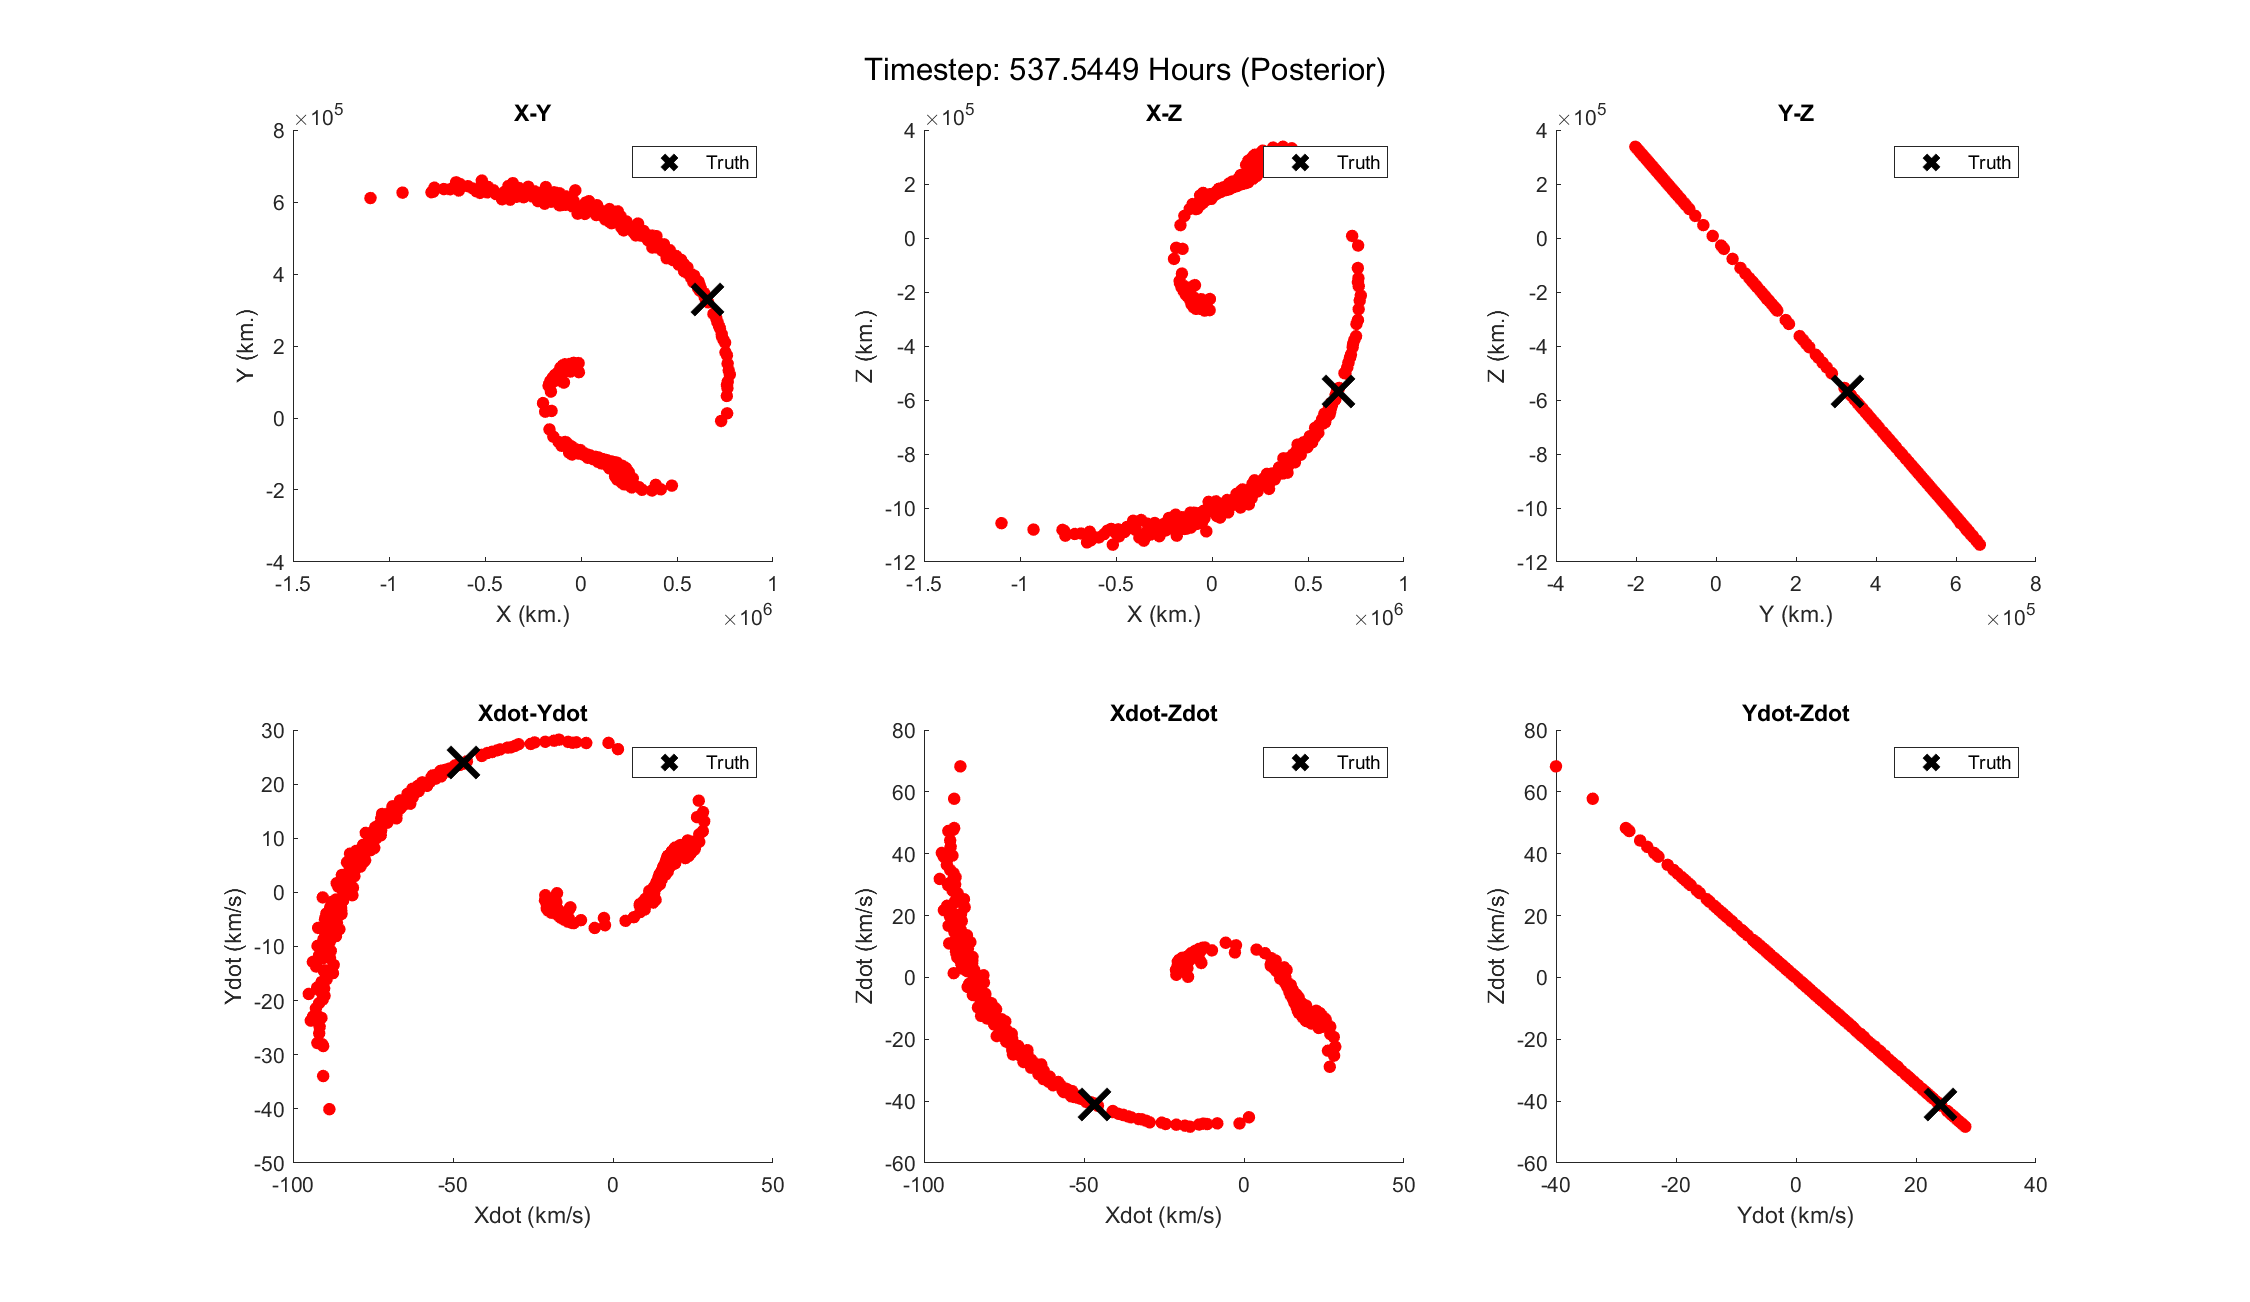 Timestep: 537.5449 Hours (Posterior)
X-Y
×10^5
8
6
4
2
0
-2
-4
Y (km.)
-1.5 -1 -0.5 0 0.5 1
X (km.)
×10^6
Truth
X-Z
×10^5
4
2
0
-2
-4
-6
-8
-10
-12
Z (km.)
-1.5 -1 -0.5 0 0.5 1
X (km.)
×10^6
Truth
Y-Z
×10^5
4
2
0
-2
-4
-6
-8
-10
-12
Z (km.)
-4 -2 0 2 4 6 8
Y (km.)
×10^5
Truth
Xdot-Ydot
30
20
10
0
-10
-20
-30
-40
-50
Ydot (km/s)
-100 -50 0 50
Xdot (km/s)
Truth
Xdot-Zdot
80
60
40
20
0
-20
-40
-60
Zdot (km/s)
-100 -50 0 50
Xdot (km/s)
Truth
Ydot-Zdot
80
60
40
20
0
-20
-40
-60
Zdot (km/s)
-40 -20 0 20 40
Ydot (km/s)
Truth